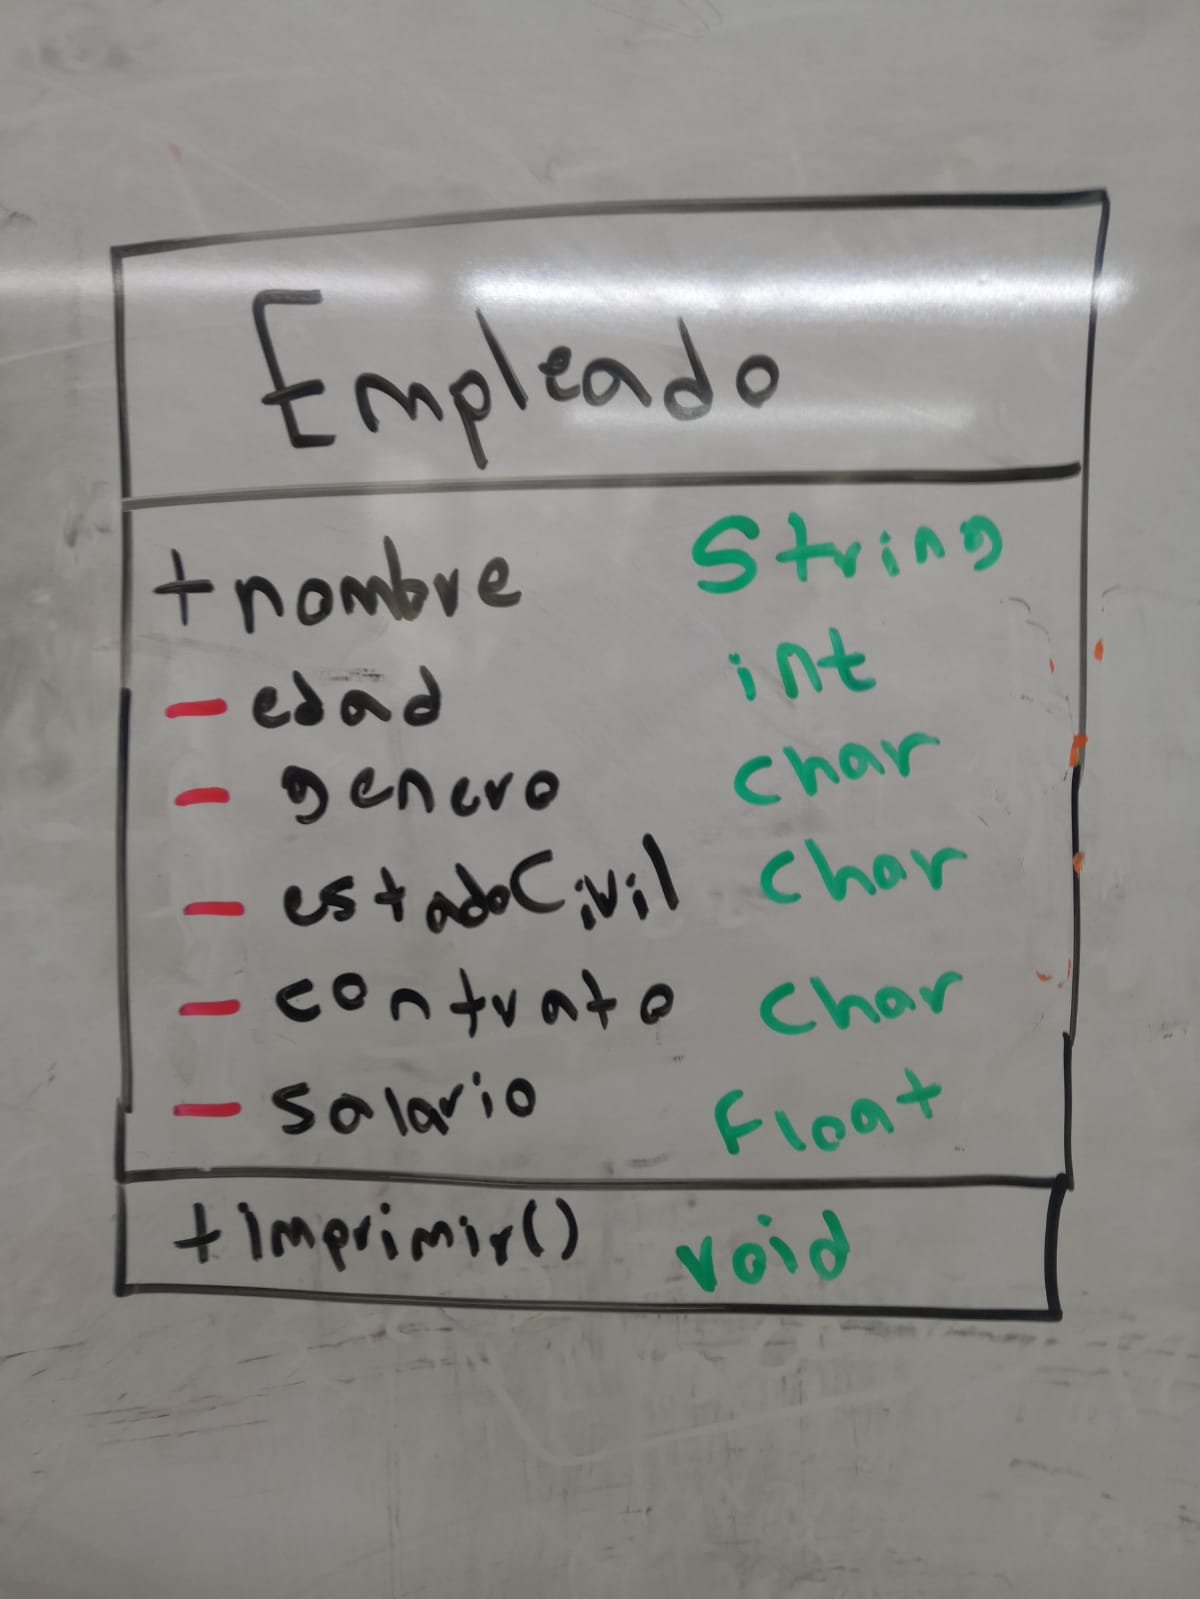 Empleado
+ nombre String
- edad int
- genero char
- estadoCivil char
- contrato char
- salario Float
+ imprimir() void